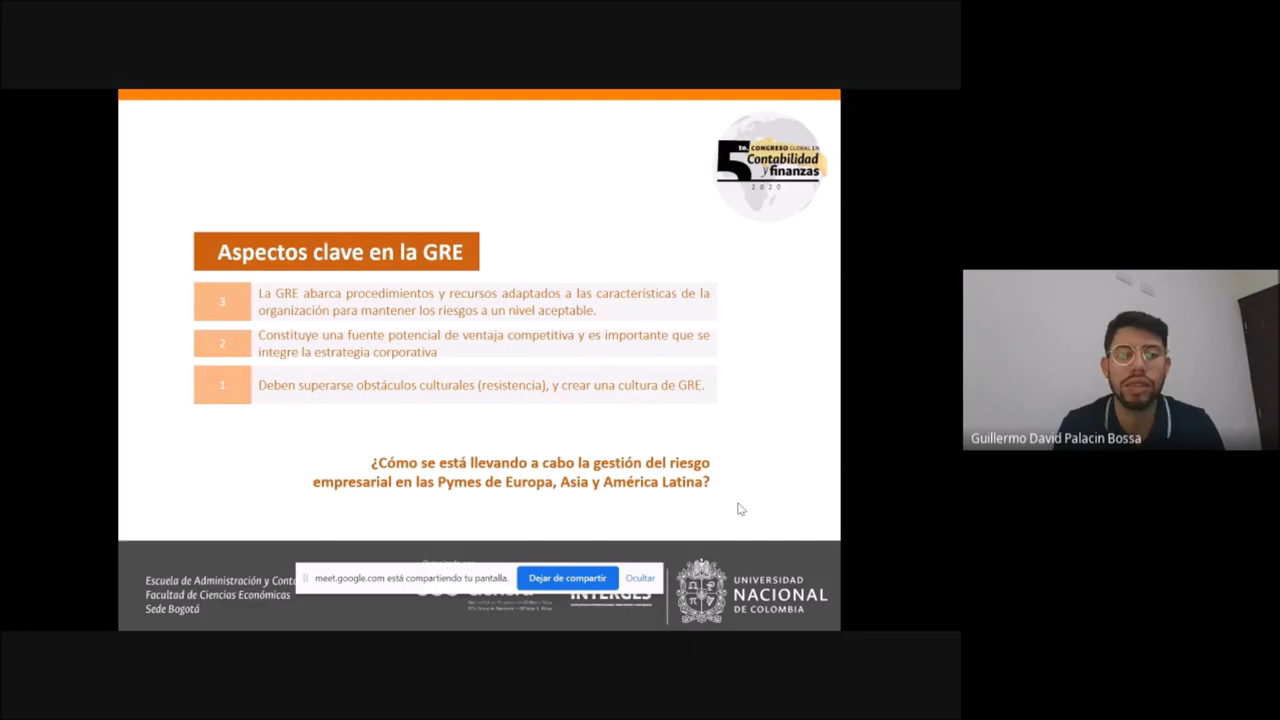 5to. CONGRESO GLOBAL EN
Contabilidad
y finanzas
2020
Aspectos clave en la GRE
3
La GRE abarca procedimientos y recursos adaptados a las características de la
organización para mantener los riesgos a un nivel aceptable.
2
Constituye una fuente potencial de ventaja competitiva y es importante que se
integre la estrategia corporativa
1
Deben superarse obstáculos culturales (resistencia), y crear una cultura de GRE.
¿Cómo se está llevando a cabo la gestión del riesgo
empresarial en las Pymes de Europa, Asia y América Latina?
Guillermo David Palacin Bossa
Escuela de Administración y
Facultad de Ciencias Económicas
Sede Bogotá
meet.google.com está compartiendo tu pantalla.
Dejar de compartir
Ocultar
INTERGES
UNIVERSIDAD
NACIONAL
DE COLOMBIA